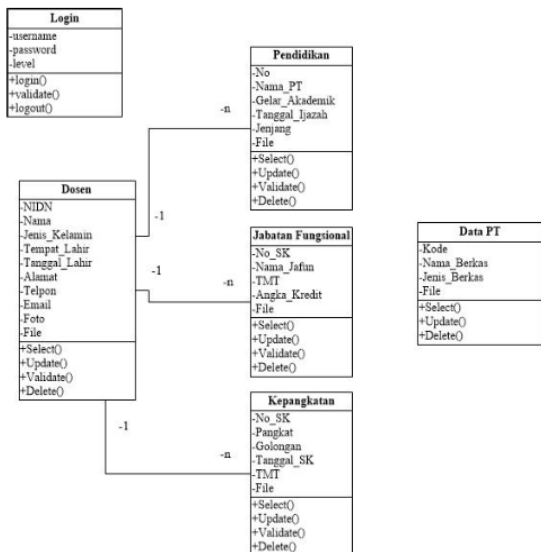 Login
-username
-password
-level
+login()
+validate()
+logout()
Pendidikan
-No
-Nama_PT
-Gelar_Akademik
-Tanggal_Ijazah
-Jenjang
-File
+Select()
+Update()
+Validate()
+Delete()
-n
-1
Dosen
-NIDN
-Nama
-Jenis_Kelamin
-Tempat_Lahir
-Tanggal_Lahir
-Alamat
-Telpon
-Email
-Foto
-File
+Select()
+Update()
+Validate()
+Delete()
-1
-n
Jabatan Fungsional
-No_SK
-Nama_Jafun
-TMT
-Angka_Kredit
-File
+Select()
+Update()
+Validate()
+Delete()
Data PT
-Kode
-Nama_Berkas
-Jenis_Berkas
-File
+Select()
+Update()
+Delete()
-1
-n
Kepangkatan
-No_SK
-Pangkat
-Golongan
-Tanggal_SK
-TMT
-File
+Select()
+Update()
+Validate()
+Delete()